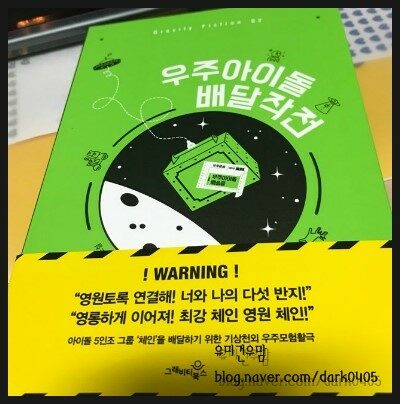 Gravity Fiction 02
우주아이돌
배달작전
! WARNING !
“영원토록 연결해! 너와 나의 다섯 반지!”
“영롱하게 이어져! 최강 체인 영원 체인!!”
아이돌 5인조 그룹 '체인'을 배달하기 위한 기상천외 우주모험활극
그래비티북스
blog.naver.com/dark0405